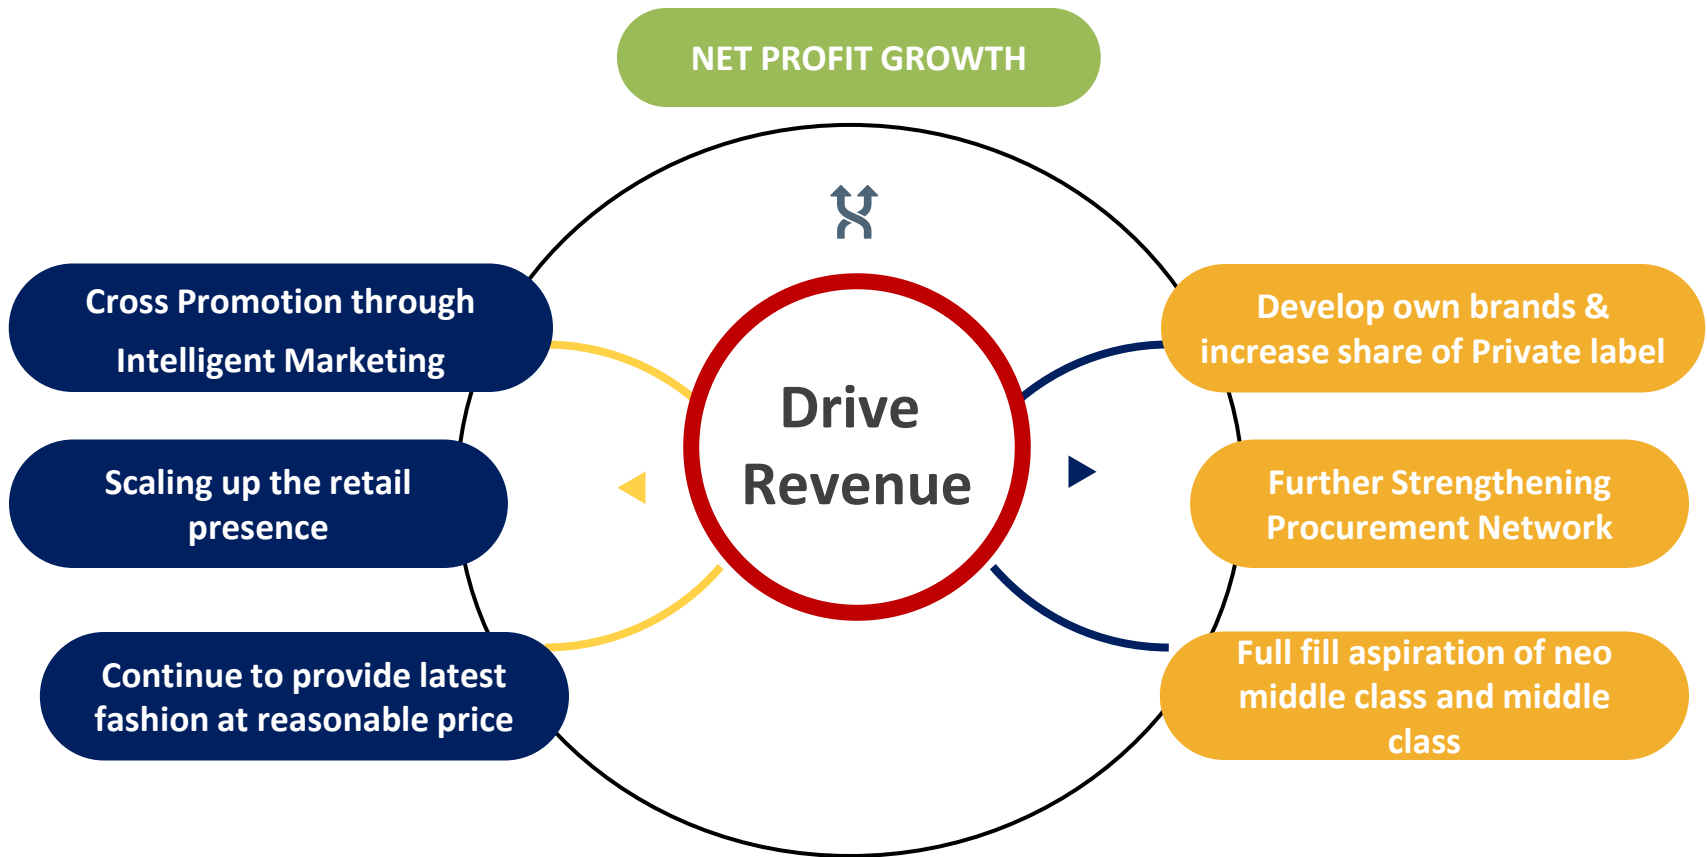 NET PROFIT GROWTH
Cross Promotion through
Intelligent Marketing
Scaling up the retail
presence
Continue to provide latest
fashion at reasonable price
Drive
Revenue
Develop own brands &
increase share of Private label
Further Strengthening
Procurement Network
Full fill aspiration of neo
middle class and middle
class